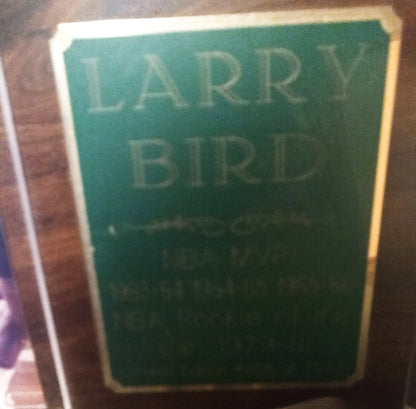 LARRY
BIRD
NBA MVP
1983-84 1984-85 1985-86
NBA Rookie of the
Year 1979-80